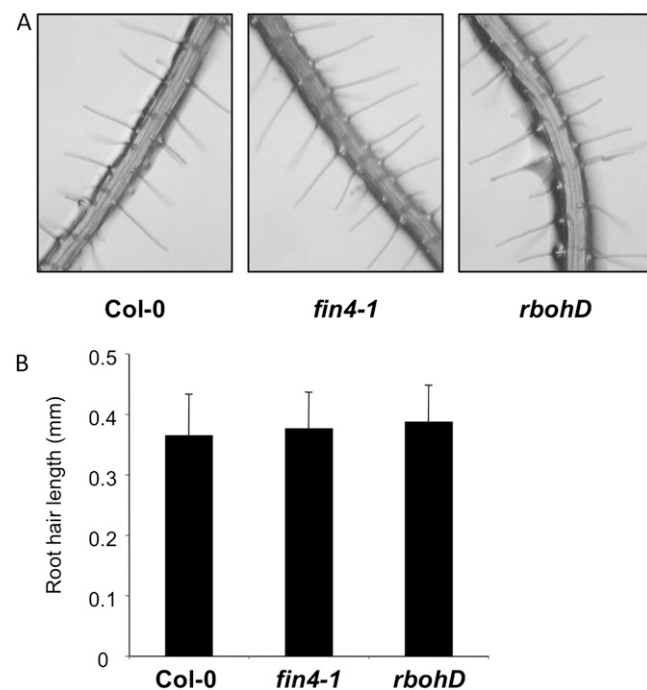 A
Col-0 fin4-1 rbohD
B
Root hair length (mm)
0.5
0.4
0.3
0.2
0.1
0
Col-0 fin4-1 rbohD